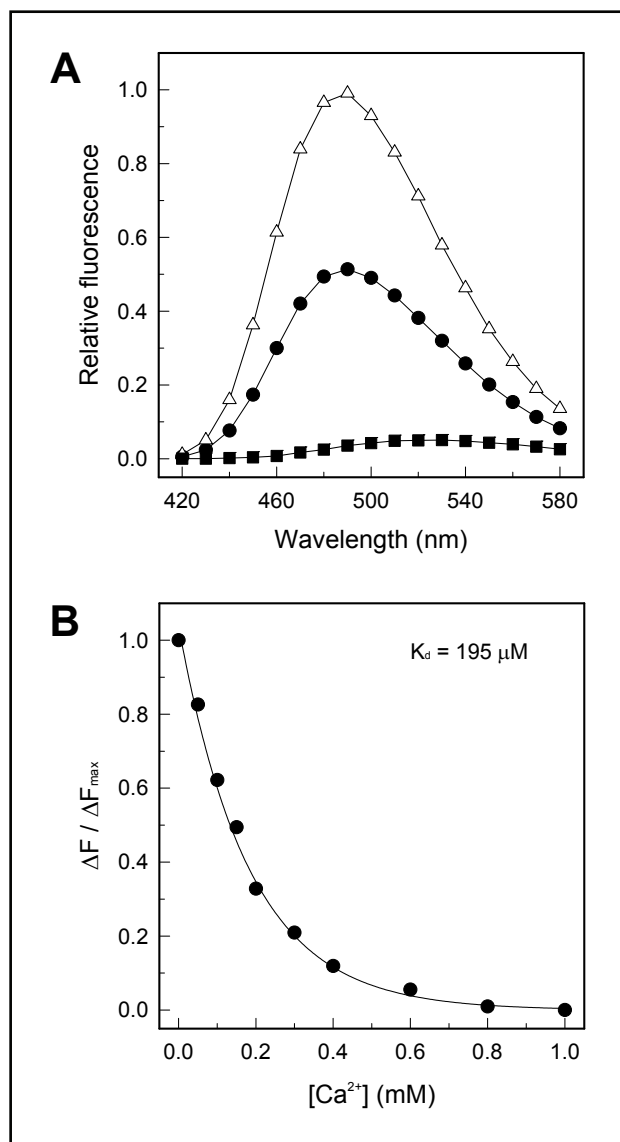 A
Relative fluorescence
1.0
0.8
0.6
0.4
0.2
0.0
420 460 500 540 580
Wavelength (nm)
B
K_d = 195 μM
ΔF / ΔF_max
1.0
0.8
0.6
0.4
0.2
0.0
0.0 0.2 0.4 0.6 0.8 1.0
[Ca²⁺] (mM)